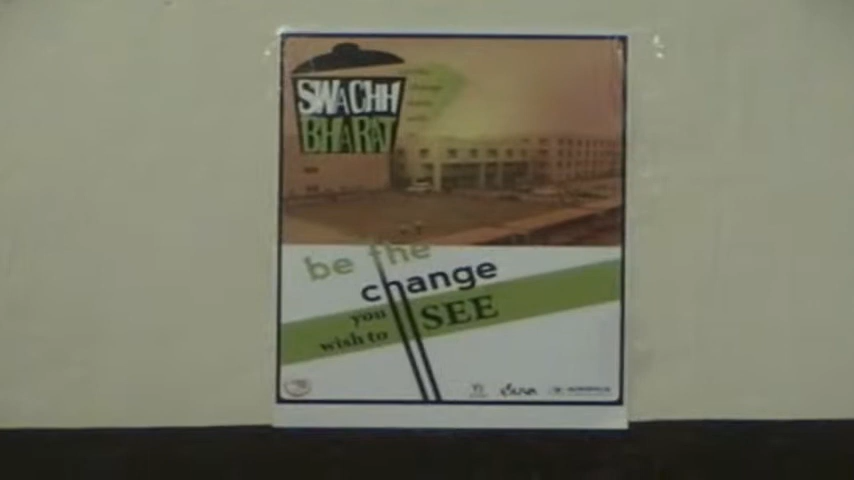 SWACHH
BHARAT
be the
change
you
wish to
SEE